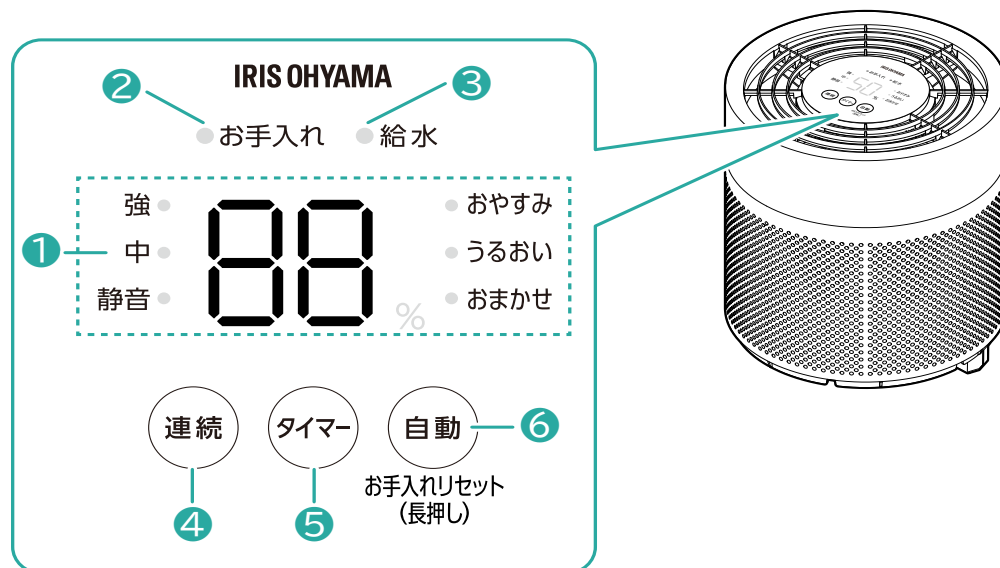 IRIS OHYAMA
2 3
お手入れ 給水
強 88 おやすみ
1 中 うるおい
静音 % おまかせ
連続 タイマー 自動 6
お手入れリセット
(長押し)
4 5